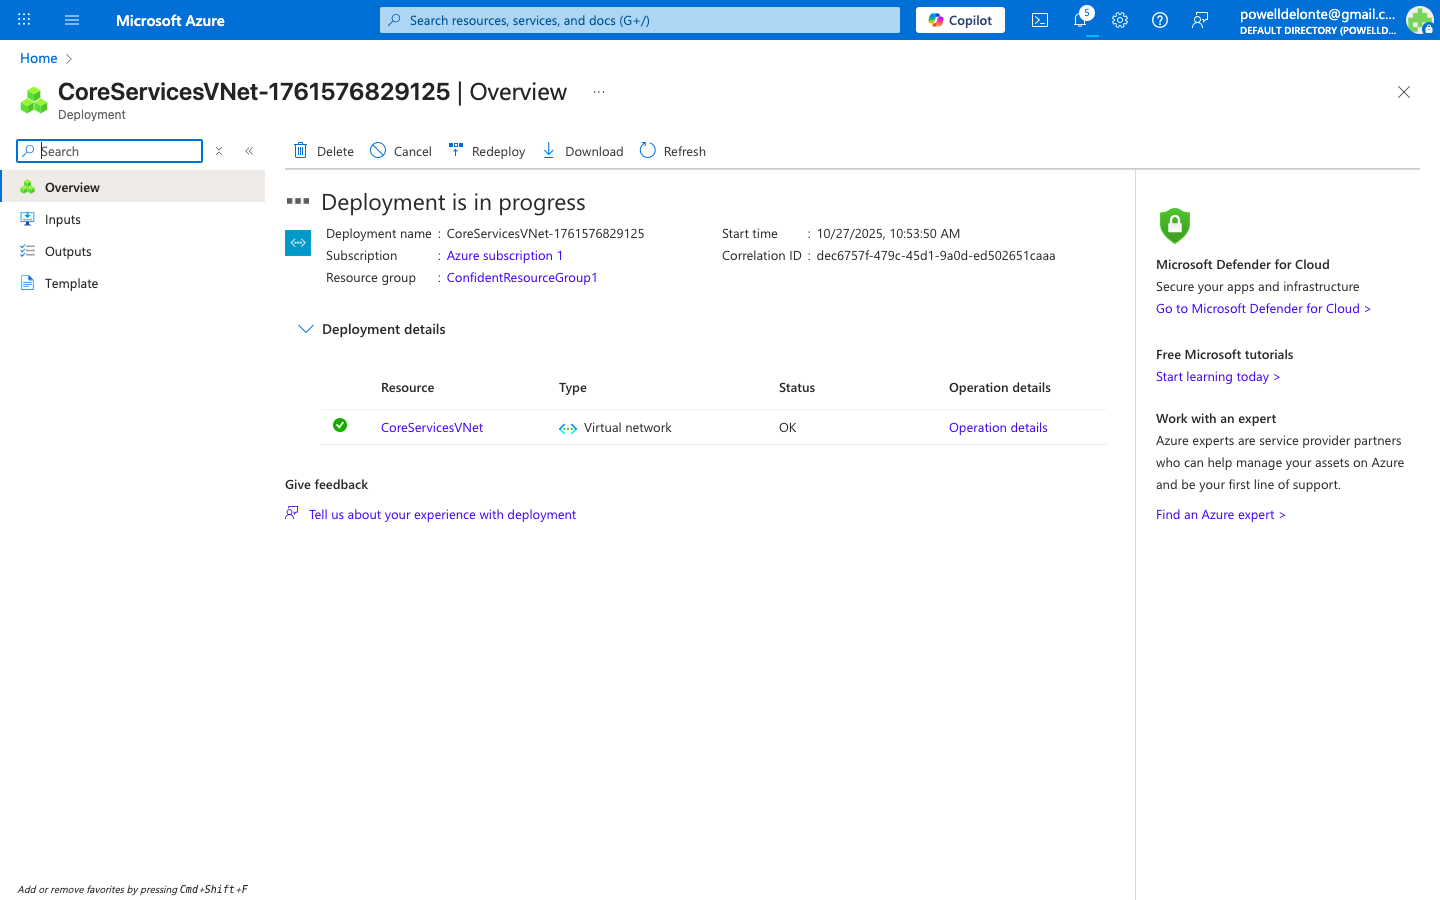 Microsoft Azure
Search resources, services, and docs (G+/)
Copilot
5
powelldelonte@gmail.c...
DEFAULT DIRECTORY (POWELLD...
Home
CoreServicesVNet-1761576829125 | Overview ...
Deployment
Search
Delete
Cancel
Redeploy
Download
Refresh
Overview
Inputs
Outputs
Template
Deployment is in progress
Deployment name : CoreServicesVNet-1761576829125
Subscription : Azure subscription 1
Resource group : ConfidentResourceGroup1
Start time : 10/27/2025, 10:53:50 AM
Correlation ID : dec6757f-479c-45d1-9a0d-ed502651caaa
Deployment details
Resource Type Status Operation details
CoreServicesVNet Virtual network OK Operation details
Give feedback
Tell us about your experience with deployment
Microsoft Defender for Cloud
Secure your apps and infrastructure
Go to Microsoft Defender for Cloud >
Free Microsoft tutorials
Start learning today >
Work with an expert
Azure experts are service provider partners
who can help manage your assets on Azure
and be your first line of support.
Find an Azure expert >
Add or remove favorites by pressing Cmd+Shift+F